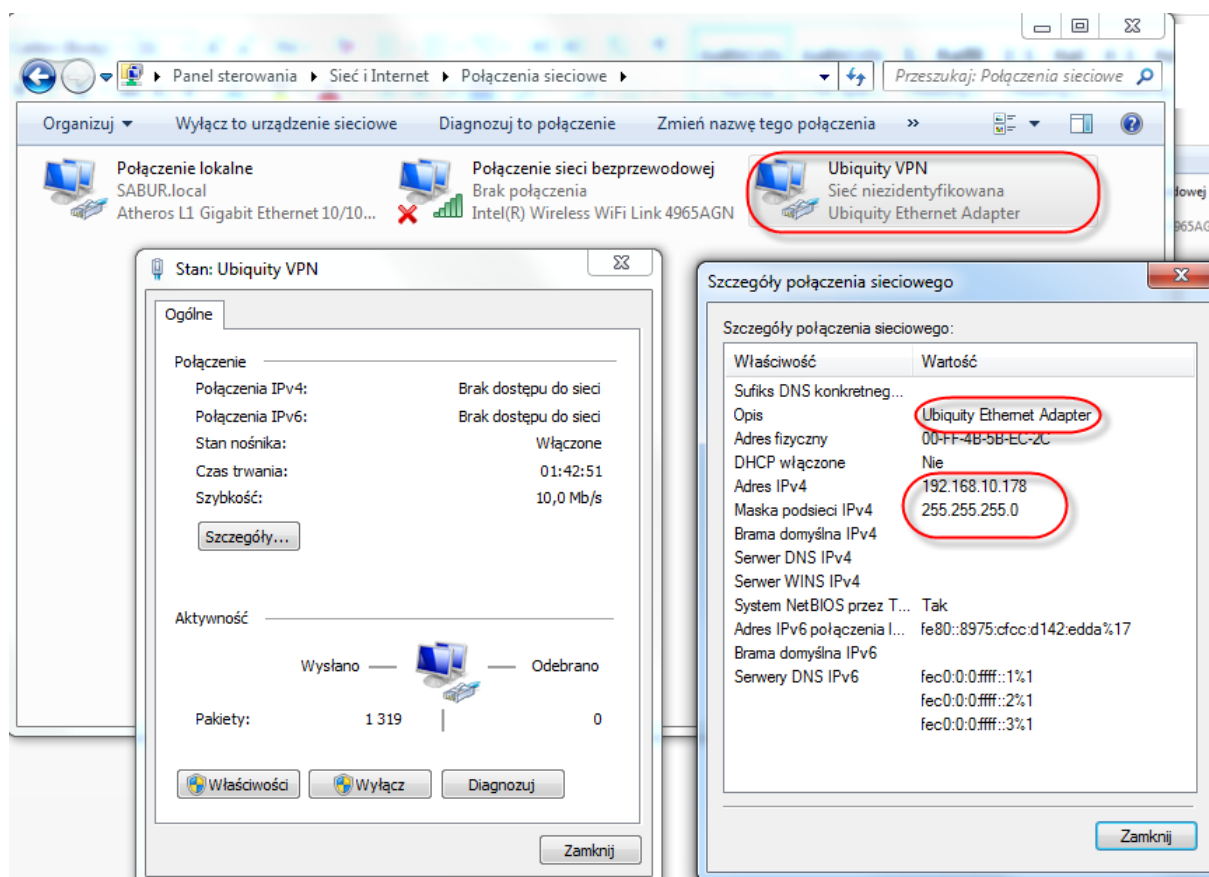 Panel sterowania ▸ Sieć i Internet ▸ Połączenia sieciowe ▸
Przeszukaj: Połączenia sieciowe
Organizuj Wyłącz to urządzenie sieciowe Diagnozuj to połączenie Zmień nazwę tego połączenia »
Połączenie lokalne
SABUR.local
Atheros L1 Gigabit Ethernet 10/10...
Połączenie sieci bezprzewodowej
Brak połączenia
Intel(R) Wireless WiFi Link 4965AGN
Ubiquity VPN
Sieć niezidentyfikowana
Ubiquity Ethernet Adapter
Stan: Ubiquity VPN
Ogólne
Połączenie
Połączenia IPv4: Brak dostępu do sieci
Połączenia IPv6: Brak dostępu do sieci
Stan nośnika: Włączone
Czas trwania: 01:42:51
Szybkość: 10,0 Mb/s
Szczegóły...
Aktywność
Wysłano — — Odebrano
Pakiety: 1 319 0
Właściwości Wyłącz Diagnozuj
Zamknij
Szczegóły połączenia sieciowego
Szczegóły połączenia sieciowego:
Właściwość Wartość
Sufiks DNS konkretneg...
Opis Ubiquity Ethernet Adapter
Adres fizyczny 00-FF-4B-5B-EC-2C
DHCP włączone Nie
Adres IPv4 192.168.10.178
Maska podsieci IPv4 255.255.255.0
Brama domyślna IPv4
Serwer DNS IPv4
Serwer WINS IPv4
System NetBIOS przez T... Tak
Adres IPv6 połączenia l... fe80::8975:cfcc:d142:edda%17
Brama domyślna IPv6
Serwery DNS IPv6 fec0:0:0:ffff::1%1
fec0:0:0:ffff::2%1
fec0:0:0:ffff::3%1
Zamknij